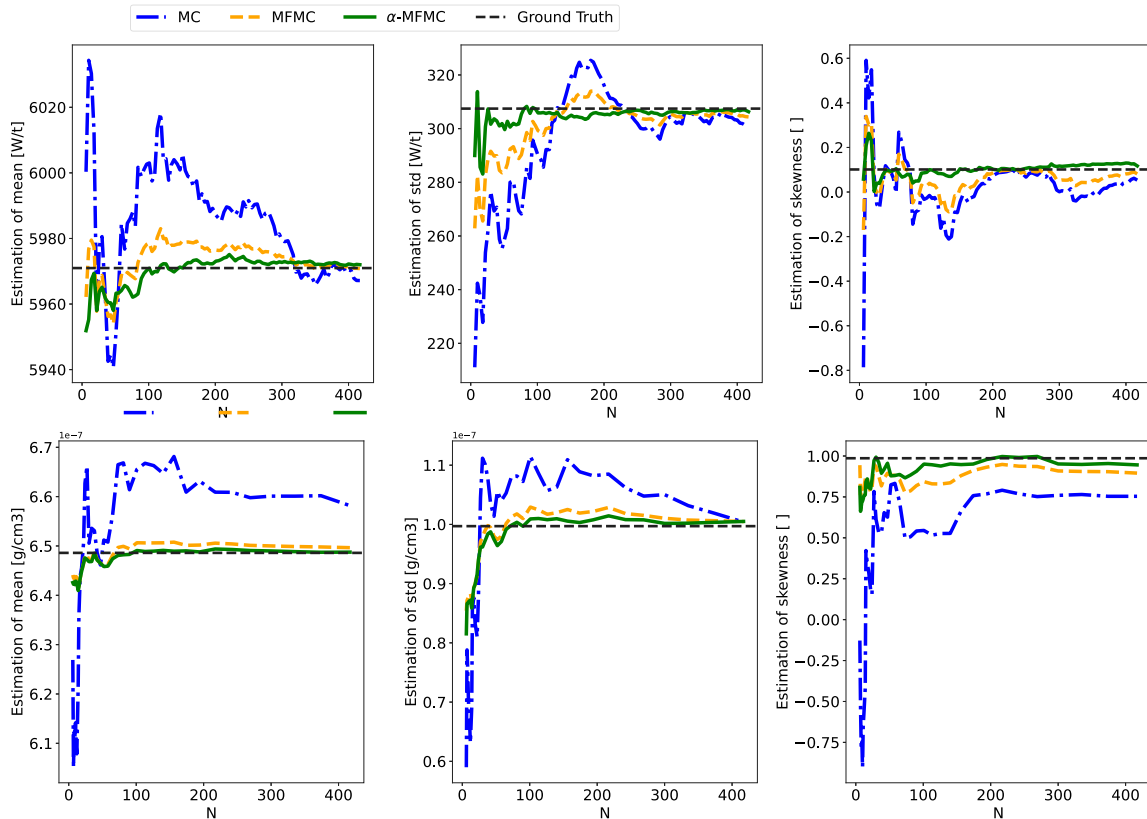 MC MFMC α-MFMC Ground Truth
6020
6000
5980
5960
5940
Estimation of mean [W/t]
0 100 200 300 400
N
320
300
280
260
240
220
Estimation of std [W/t]
0 100 200 300 400
N
0.6
0.4
0.2
0.0
−0.2
−0.4
−0.6
−0.8
Estimation of skewness [ ]
0 100 200 300 400
N
1e−7
6.7
6.6
6.5
6.4
6.3
6.2
6.1
Estimation of mean [g/cm3]
0 100 200 300 400
N
1e−7
1.1
1.0
0.9
0.8
0.7
0.6
Estimation of std [g/cm3]
0 100 200 300 400
N
1.00
0.75
0.50
0.25
0.00
−0.25
−0.50
−0.75
Estimation of skewness [ ]
0 100 200 300 400
N